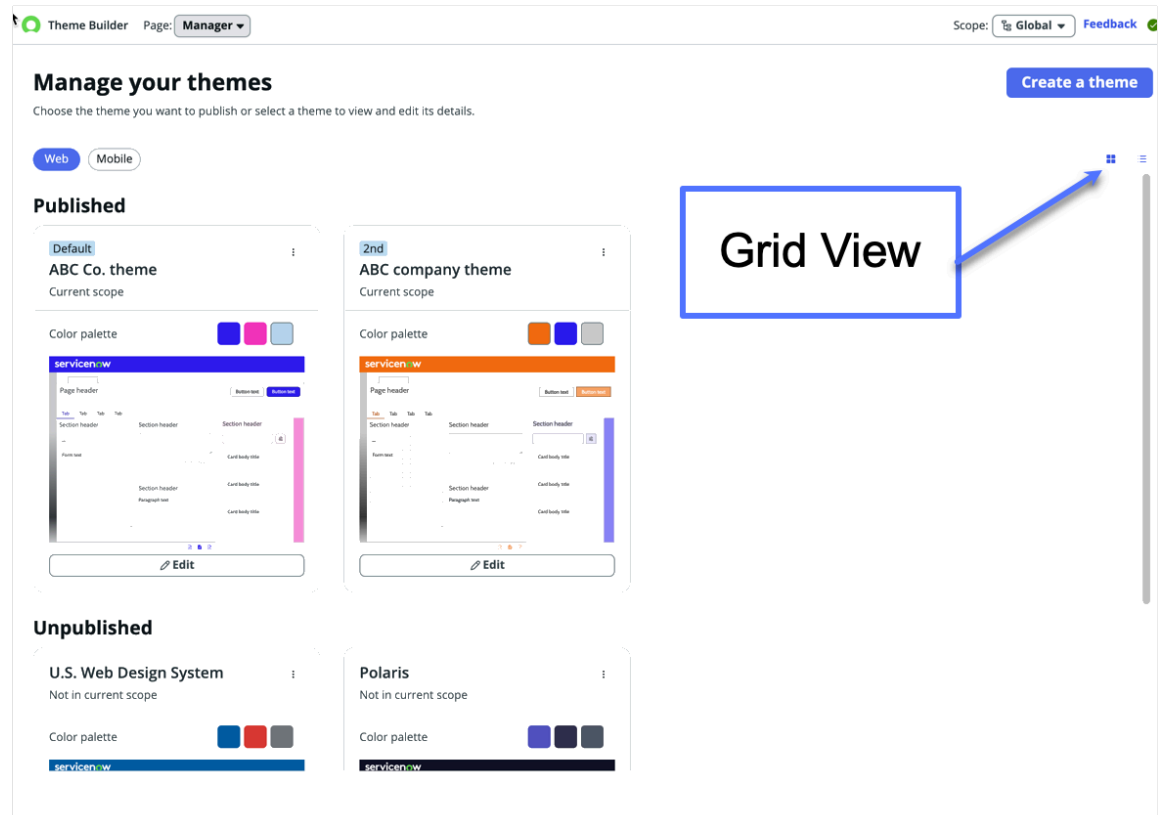 Theme Builder Page: Manager Scope: Global Feedback
Manage your themes
Create a theme
Choose the theme you want to publish or select a theme to view and edit its details.
Web Mobile
Published
Grid View
Default
ABC Co. theme
Current scope
Color palette
servicenow
Page header
Button text Button text
Tab Tab Tab Tab
Section header Section header Section header
Form text
Card body title
Card body title
Section header
Paragraph text
Card body title
Edit
2nd
ABC company theme
Current scope
Color palette
servicenow
Page header
Button text Button text
Tab Tab Tab Tab
Section header Section header Section header
Form text
Card body title
Card body title
Section header
Paragraph text
Card body title
Edit
Unpublished
U.S. Web Design System
Not in current scope
Color palette
servicenow
Polaris
Not in current scope
Color palette
servicenow